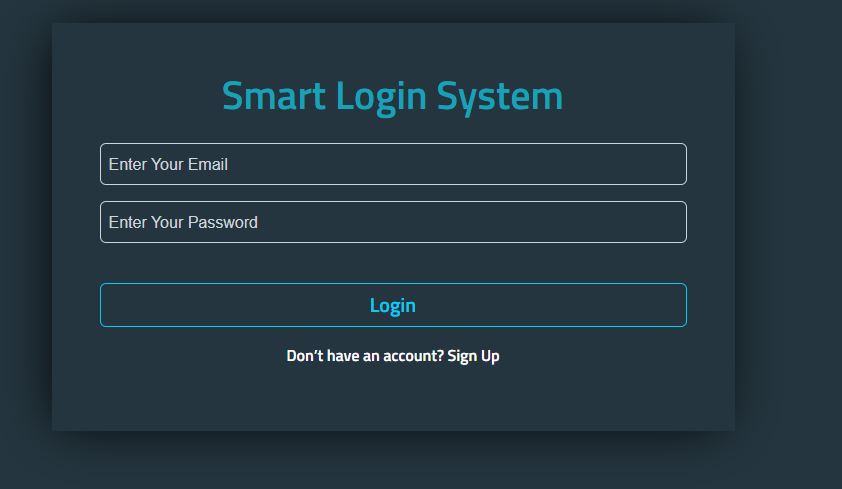 Smart Login System
Enter Your Email
Enter Your Password
Login
Don’t have an account? Sign Up